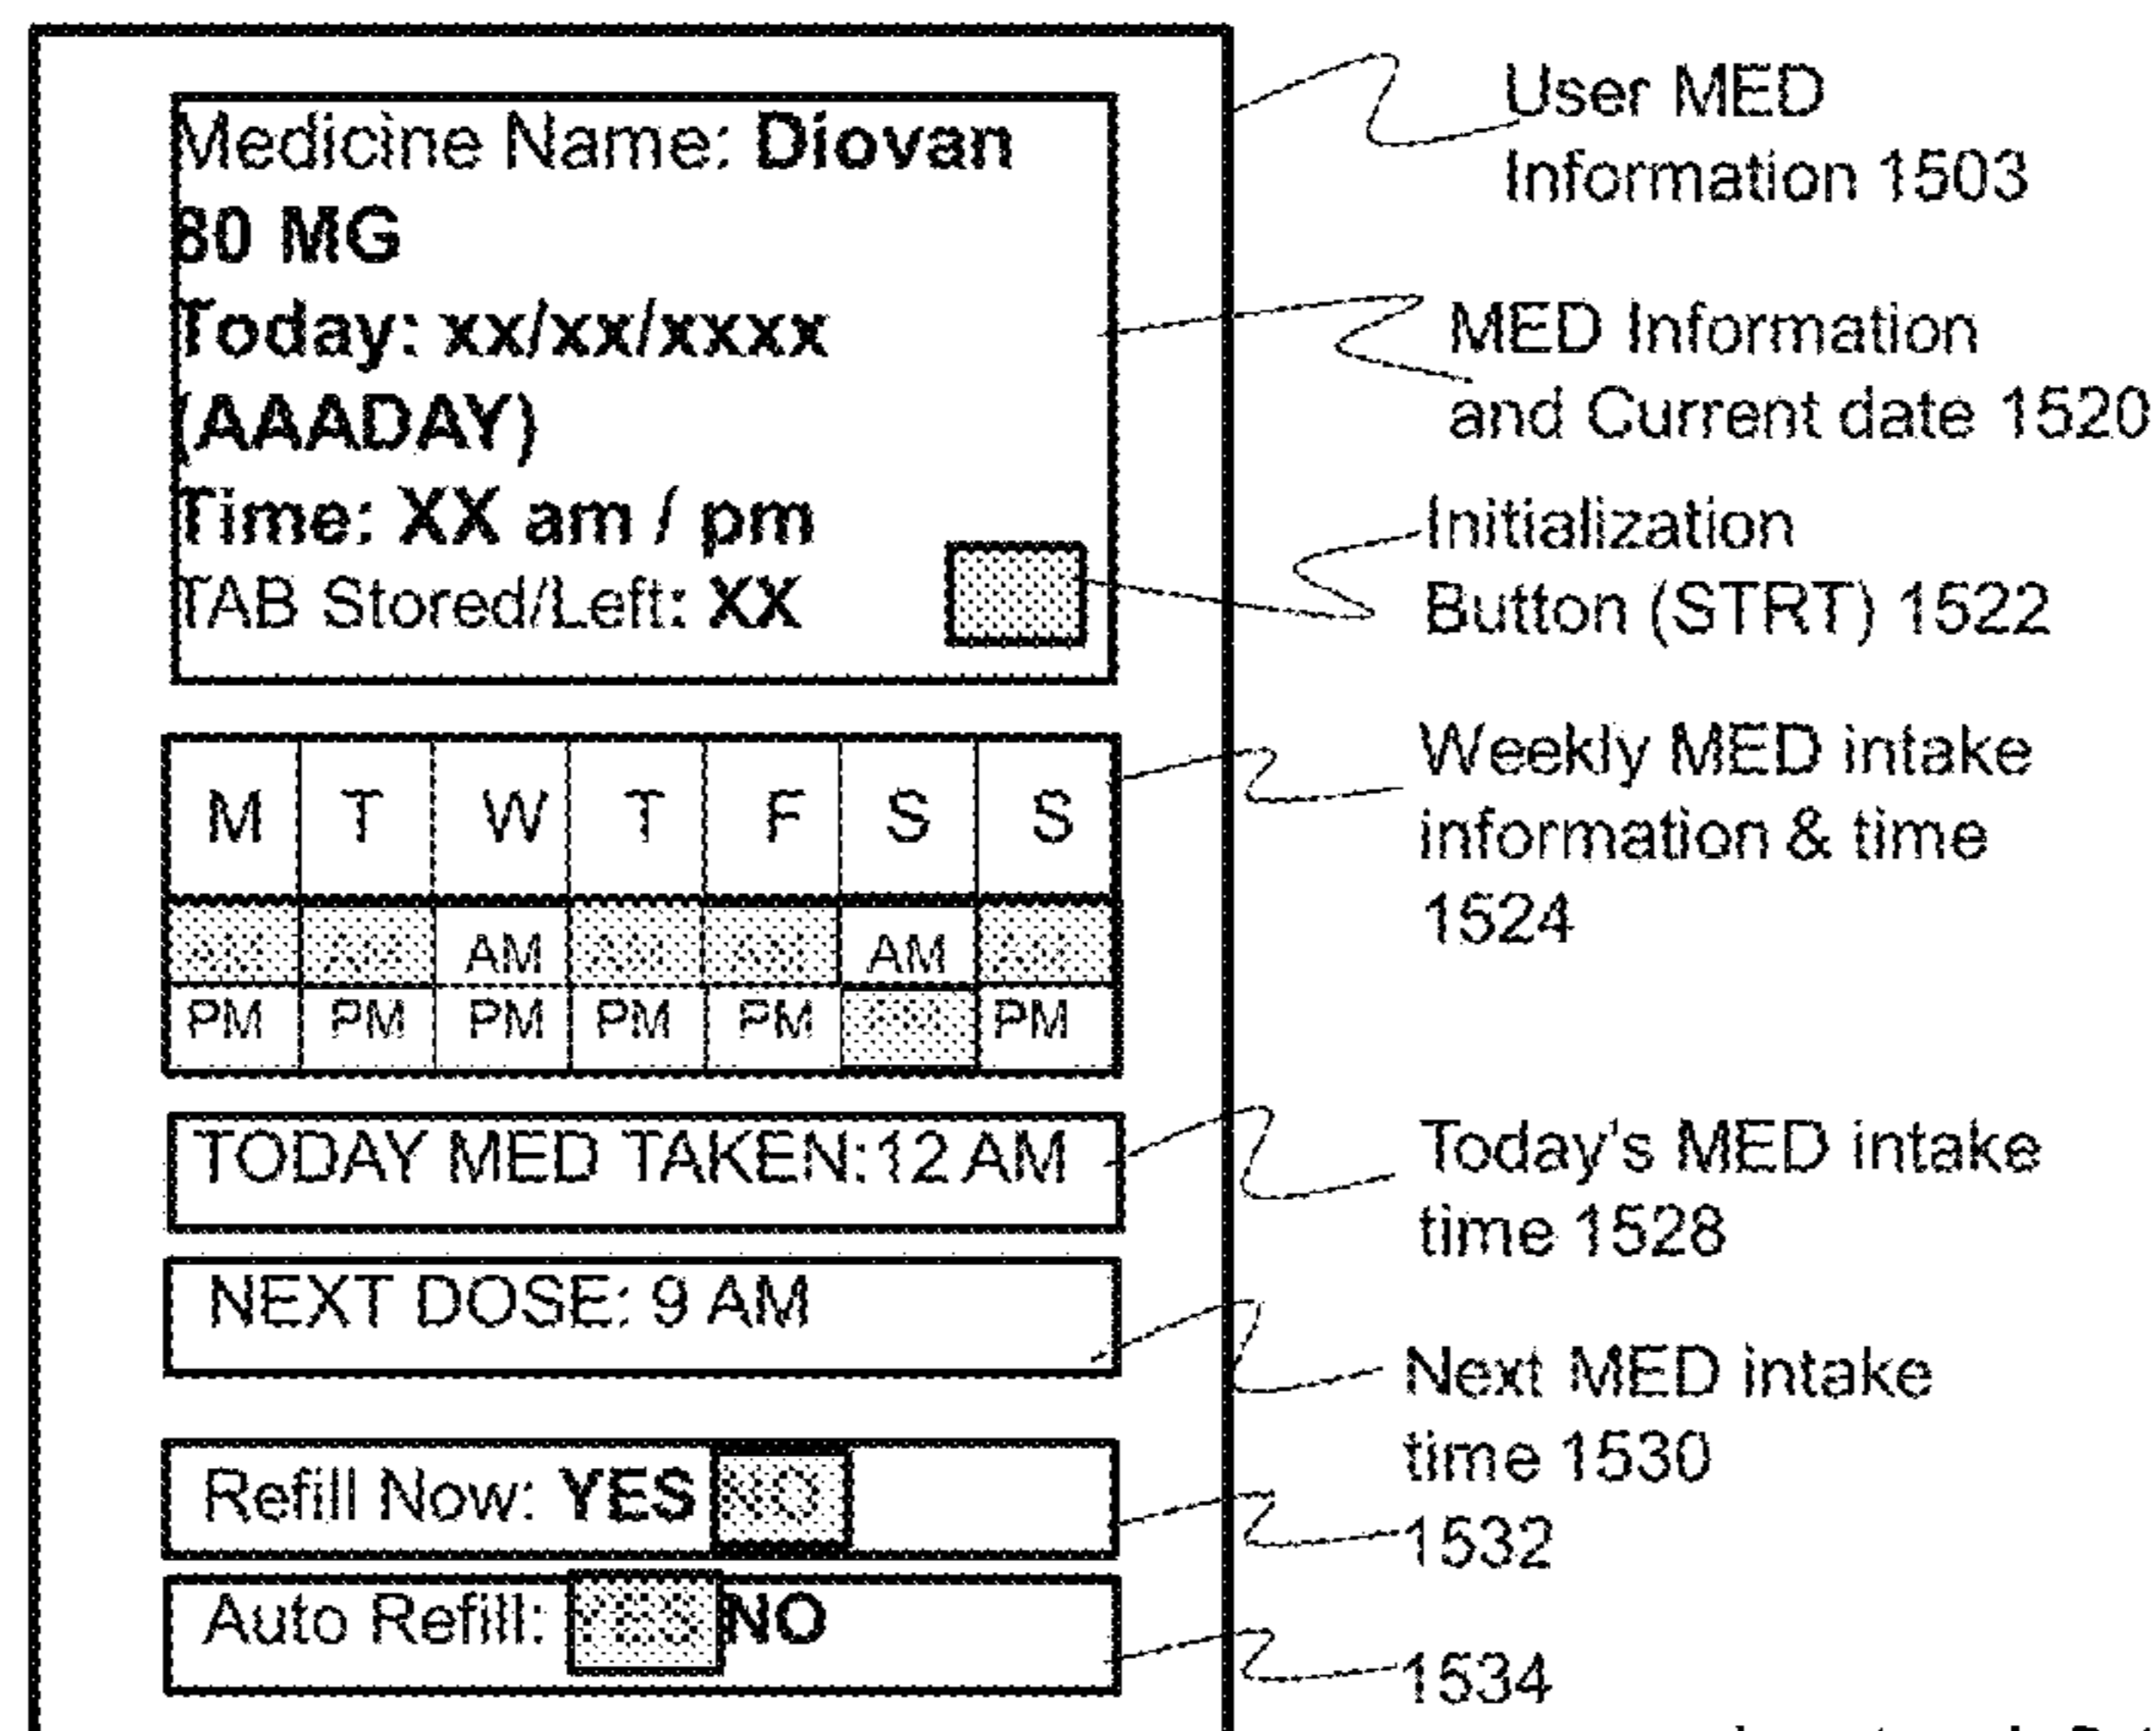 Medicine Name: Diovan
80 MG
Today: xx/xx/xxxx
(AAADAY)
Time: XX am / pm
TAB Stored/Left: XX
M T W T F S S
AM AM
PM PM PM PM PM PM
TODAY MED TAKEN:12 AM
NEXT DOSE: 9 AM
Refill Now: YES NO
Auto Refill: NO
User MED
Information 1503
MED Information
and Current date 1520
Initialization
Button (STRT) 1522
Weekly MED intake
information & time
1524
Today's MED intake
time 1528
Next MED intake
time 1530
1532
1534